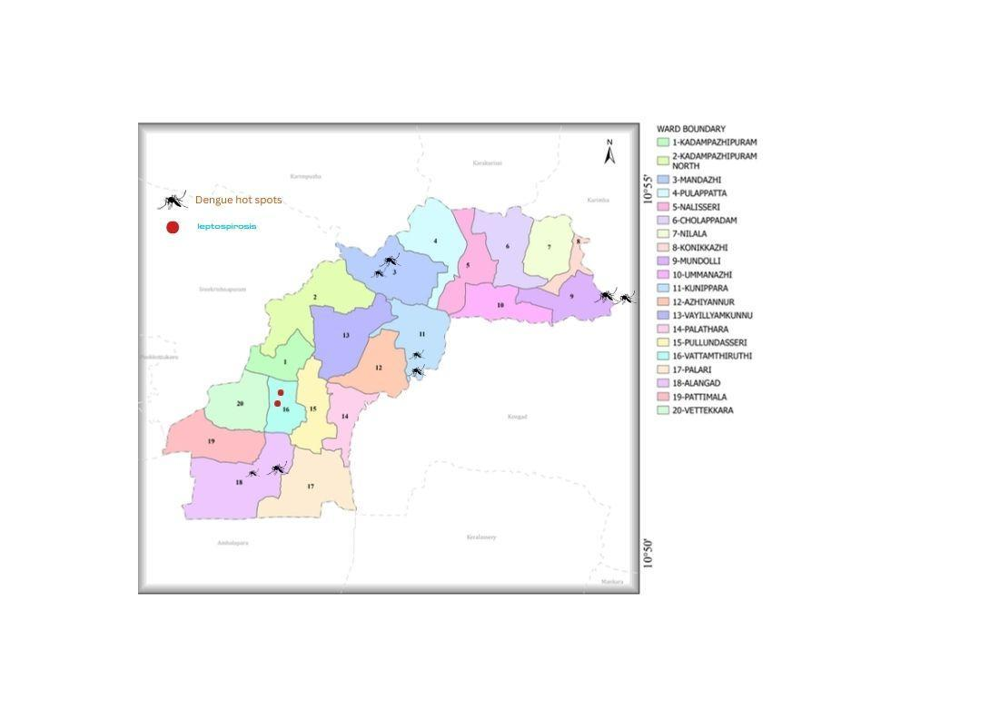 WARD BOUNDARY
1-KADAMPAZHIPURAM
2-KADAMPAZHIPURAM
NORTH
3-MANDAZHI
4-PULAPPATTA
5-NALISSERI
6-CHOLAPPADAM
7-NILALA
8-KONIKKAZHI
9-MUNDOLLI
10-UMMANAZHI
11-KUNIPPARA
12-AZHIYANNUR
13-VAYILLYAMKUNNU
14-PALATHARA
15-PULLUNDASSERI
16-VATTAMTHIRUTHI
17-PALARI
18-ALANGAD
19-PATTIMALA
20-VETTEKKARA
N
Karakurissi
Karimpuzha
Karimba
Dengue hot spots
leptospirosis
10°55'
4
8
6
7
5
3
Sreekrishnapuram
2
9
10
11
13
1
12
20
16
15
14
Kongad
19
18
17
Keralassery
Ambalapara
10°50'
Mankara